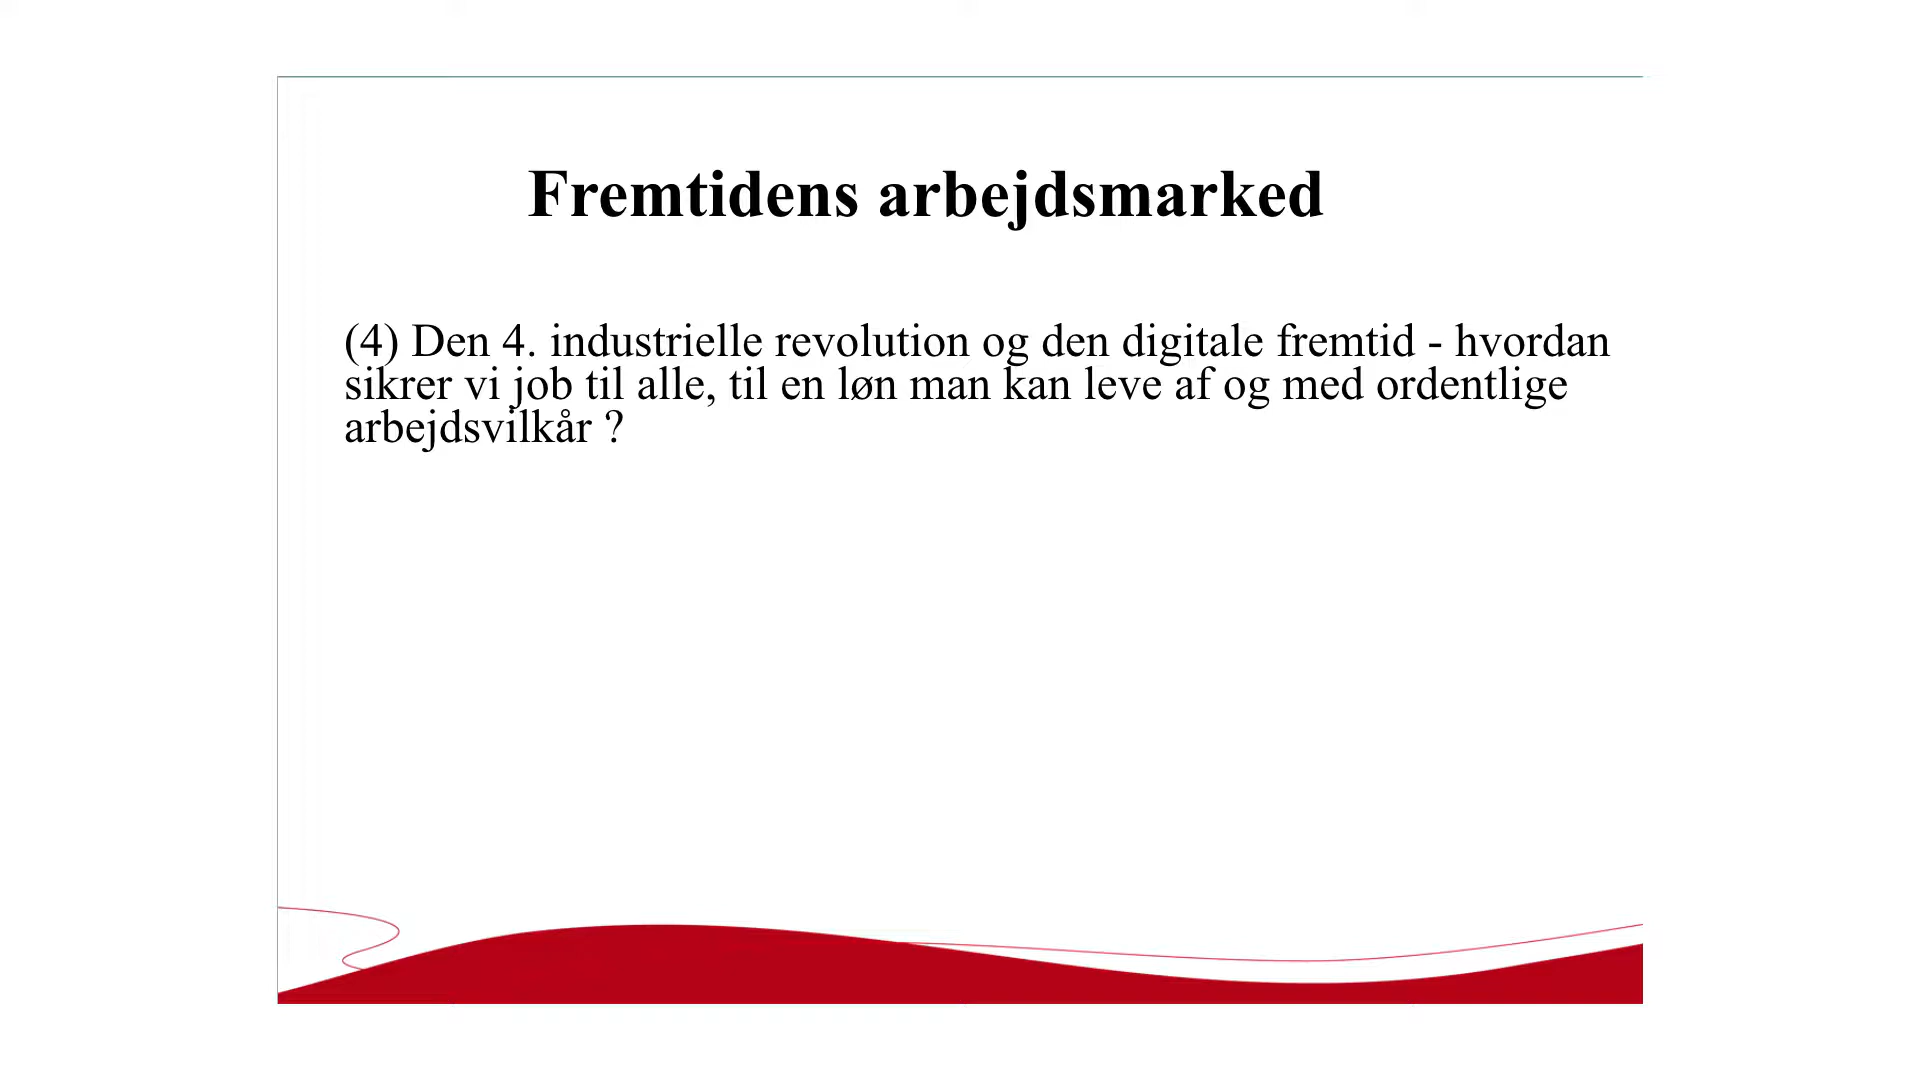 Fremtidens arbejdsmarked
(4) Den 4. industrielle revolution og den digitale fremtid - hvordan
sikrer vi job til alle, til en løn man kan leve af og med ordentlige
arbejdsvilkår ?